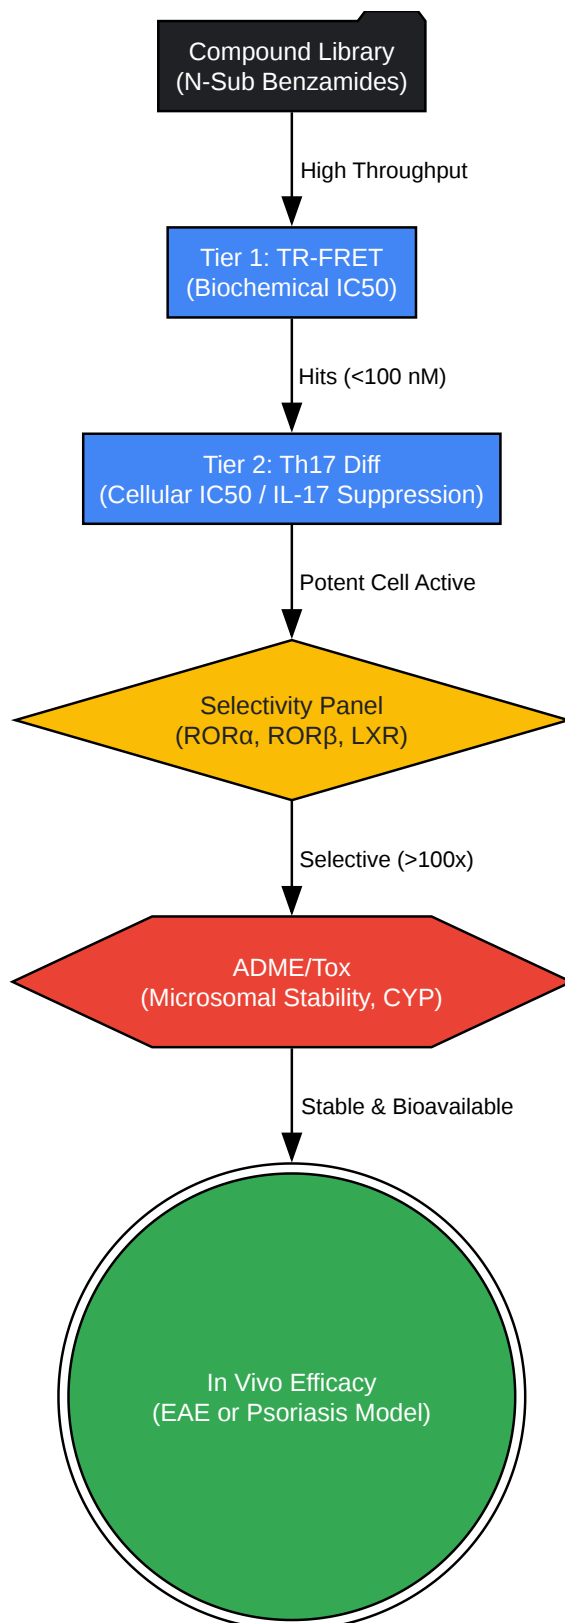 Compound Library
(N-Sub Benzamides)
High Throughput
Tier 1: TR-FRET
(Biochemical IC50)
Hits (<100 nM)
Tier 2: Th17 Diff
(Cellular IC50 / IL-17 Suppression)
Potent Cell Active
Selectivity Panel
(RORα, RORβ, LXR)
Selective (>100x)
ADME/Tox
(Microsomal Stability, CYP)
Stable & Bioavailable
In Vivo Efficacy
(EAE or Psoriasis Model)